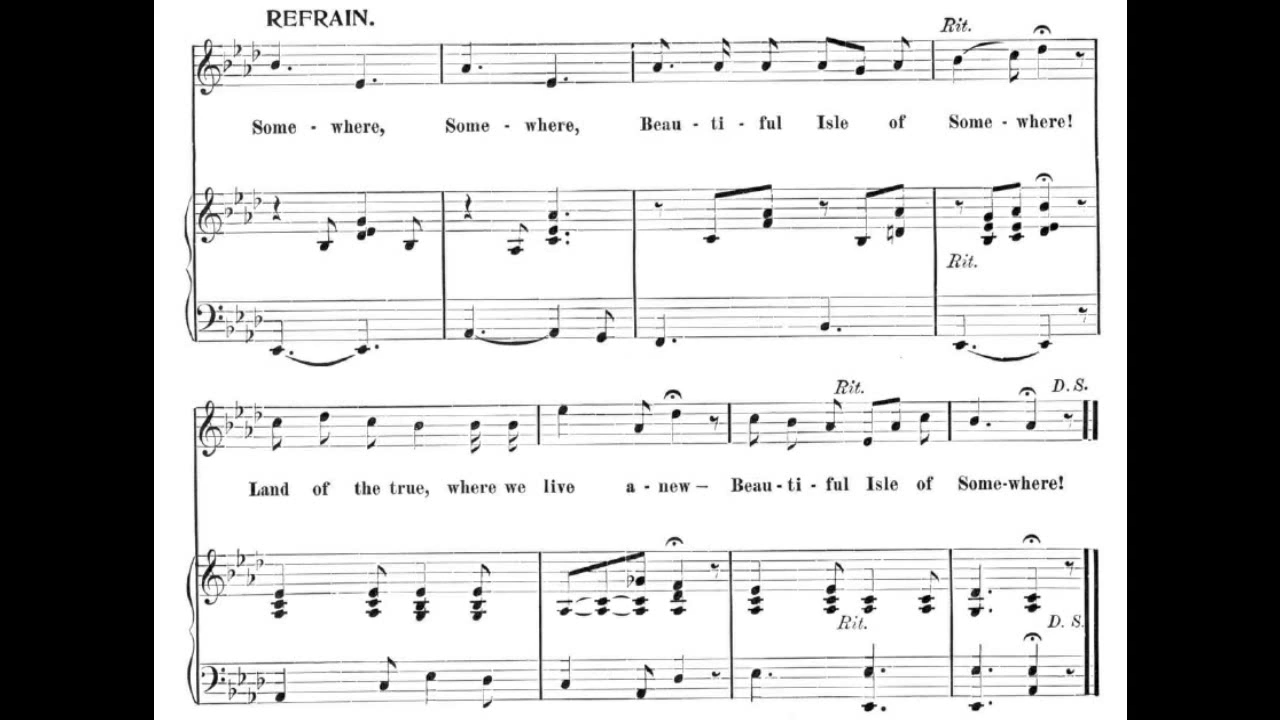 REFRAIN.
Rit.
Some - where, Some - where, Beau - ti - ful Isle of Some - where!
Rit.
Rit. D. S.
Land of the true, where we live a - new — Beau - ti - ful Isle of Some-where!
Rit. D. S.